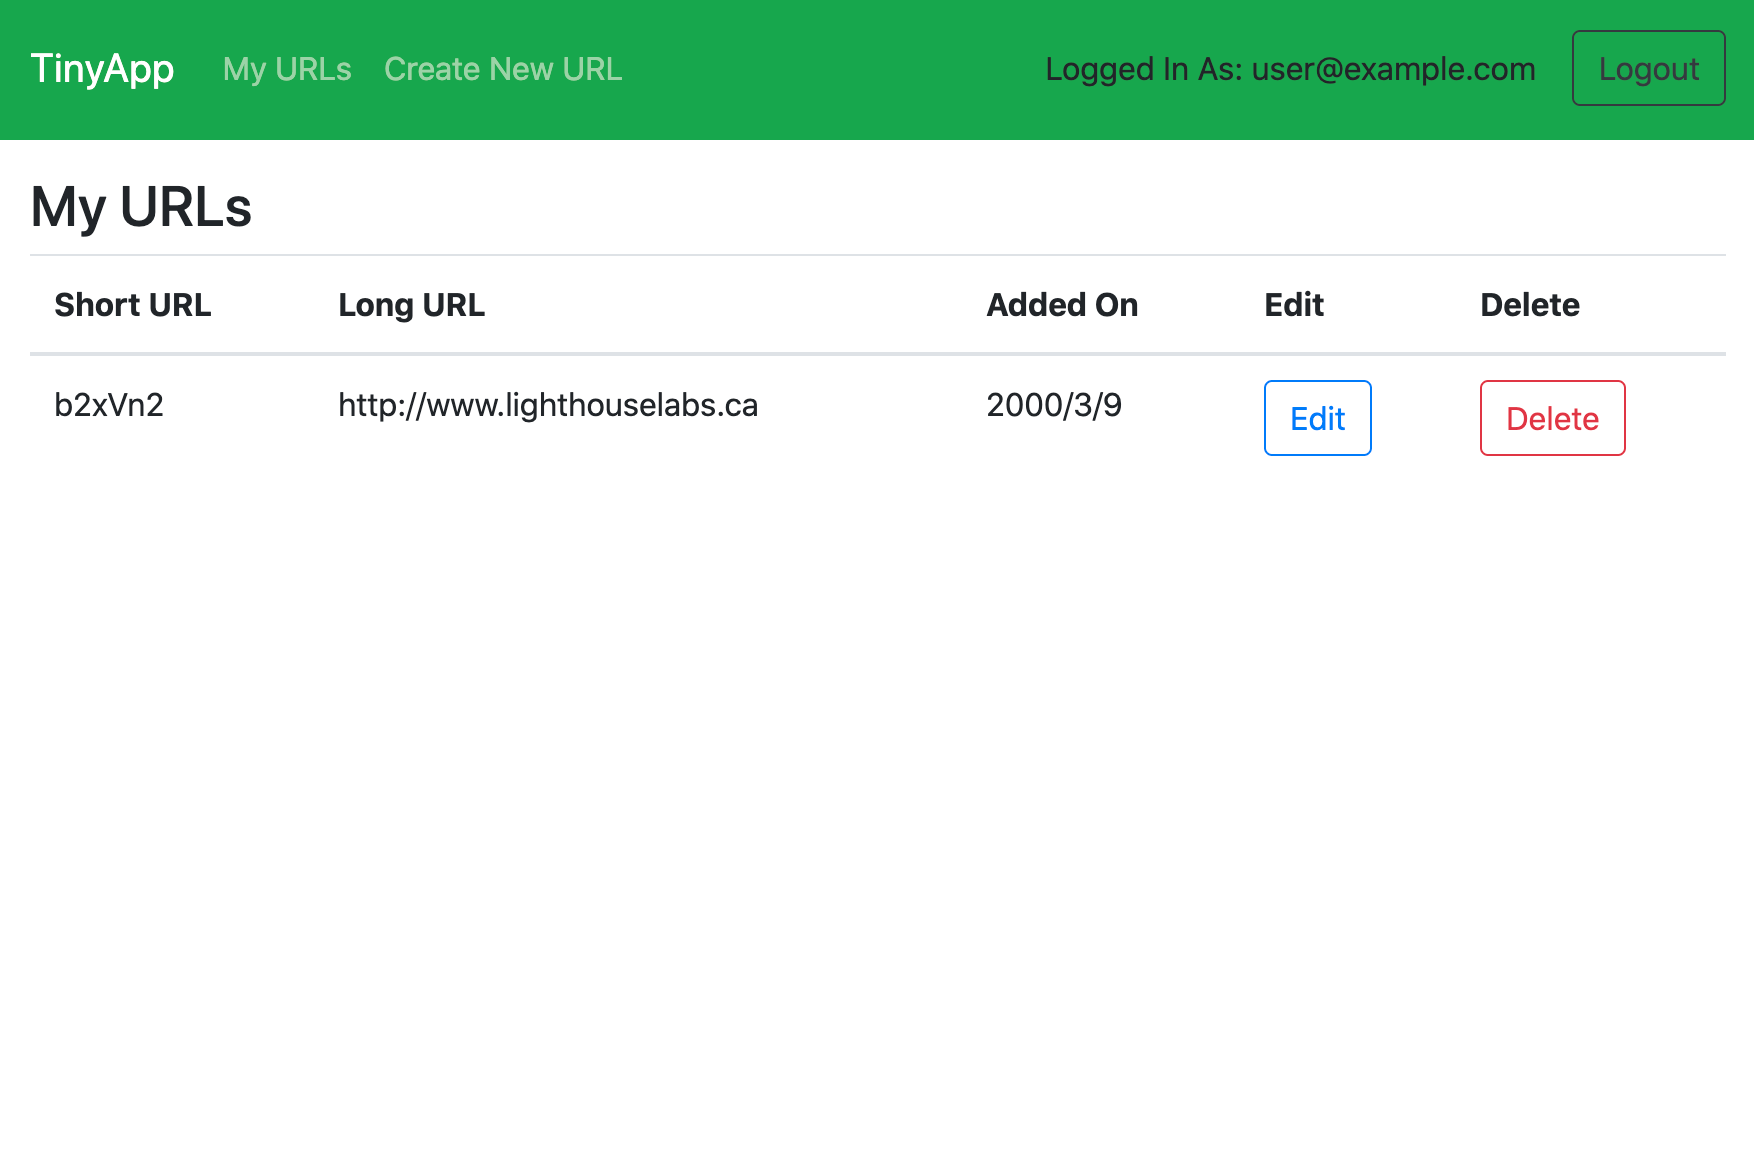 TinyApp My URLs Create New URL Logged In As: user@example.com Logout
My URLs
Short URL Long URL Added On Edit Delete
b2xVn2 http://www.lighthouselabs.ca 2000/3/9 Edit Delete